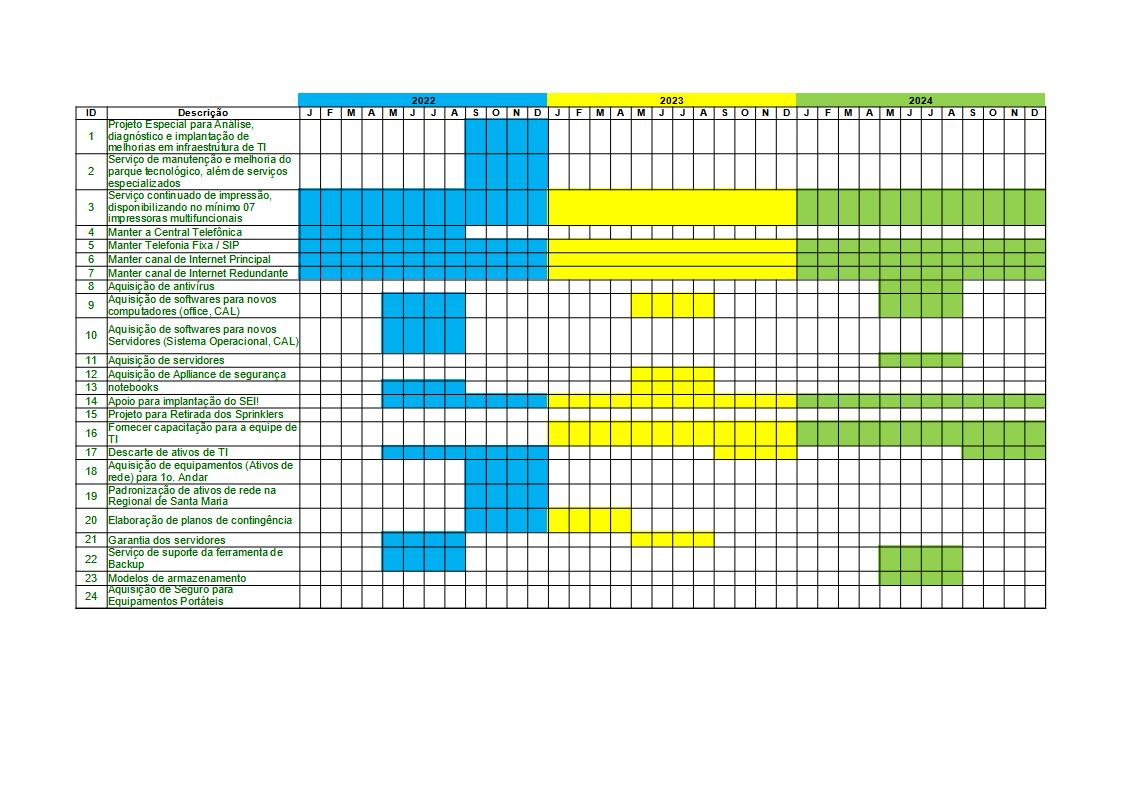 2022 2023 2024
ID Descrição J F M A M J J A S O N D J F M A M J J A S O N D J F M A M J J A S O N D
1 Projeto Especial para Análise,
diagnóstico e implantação de
melhorias em infraestrutura de TI
2 Serviço de manutenção e melhoria do
parque tecnológico, além de serviços
especializados
3 Serviço continuado de impressão,
disponibilizando no mínimo 07
impressoras multifuncionais
4 Manter a Central Telefônica
5 Manter Telefonia Fixa / SIP
6 Manter canal de Internet Principal
7 Manter canal de Internet Redundante
8 Aquisição de antivírus
9 Aquisição de softwares para novos
computadores (office, CAL)
10 Aquisição de softwares para novos
Servidores (Sistema Operacional, CAL)
11 Aquisição de servidores
12 Aquisição de Aplliance de segurança
13 notebooks
14 Apoio para implantação do SEI!
15 Projeto para Retirada dos Sprinklers
16 Fornecer capacitação para a equipe de
TI
17 Descarte de ativos de TI
18 Aquisição de equipamentos (Ativos de
rede) para 1o. Andar
19 Padronização de ativos de rede na
Regional de Santa Maria
20 Elaboração de planos de contingência
21 Garantia dos servidores
22 Serviço de suporte da ferramenta de
Backup
23 Modelos de armazenamento
24 Aquisição de Seguro para
Equipamentos Portáteis